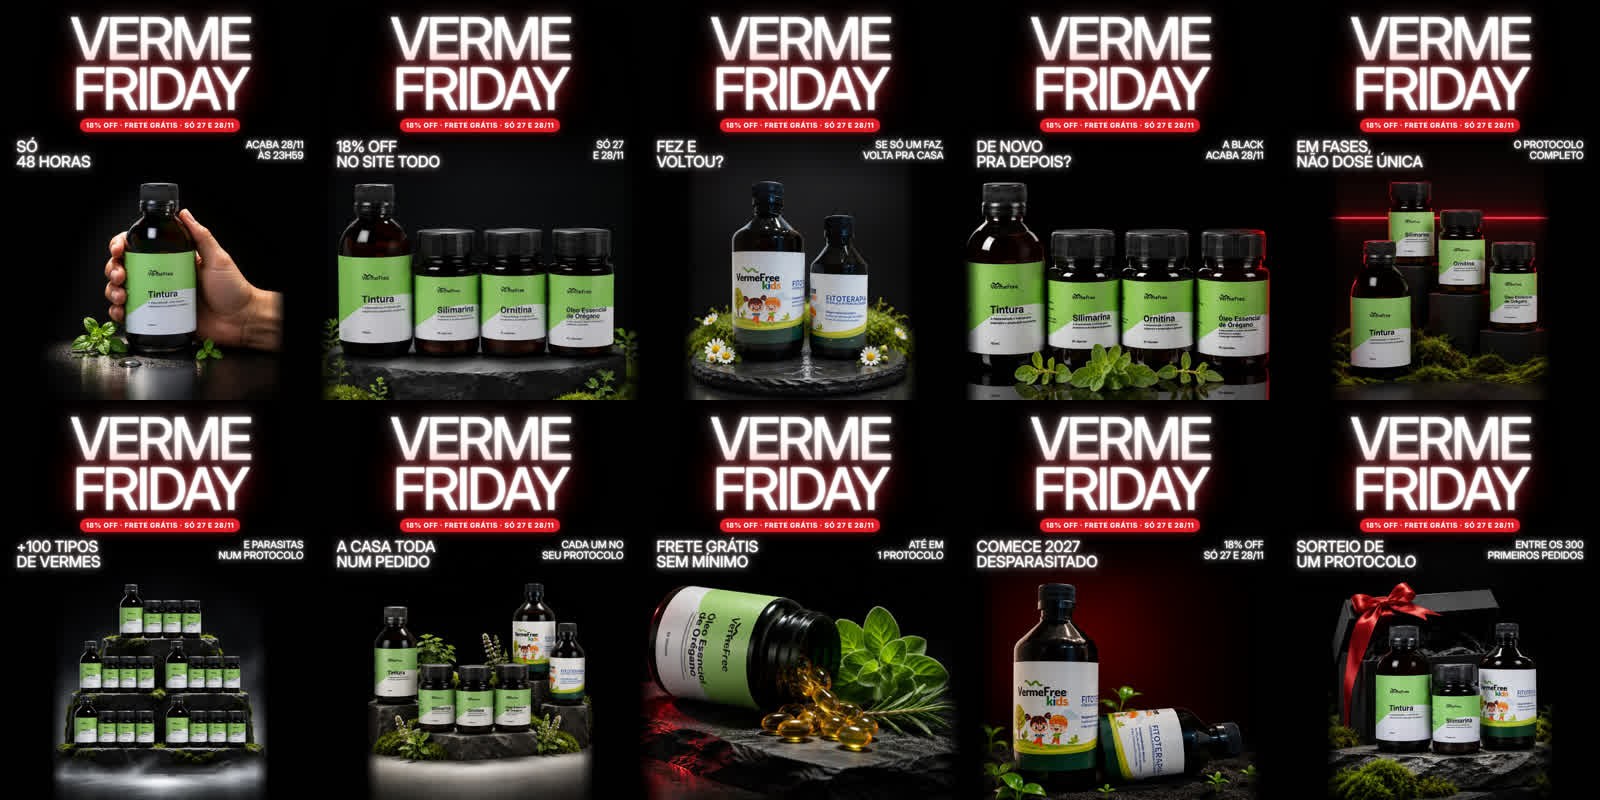 VERME
FRIDAY
18% OFF · FRETE GRÁTIS · SÓ 27 E 28/11
SÓ
48 HORAS
ACABA 28/11
ÀS 23H59
VermeFree
Tintura
VERME
FRIDAY
18% OFF · FRETE GRÁTIS · SÓ 27 E 28/11
18% OFF
NO SITE TODO
SÓ 27
E 28/11
VermeFree
Tintura
VermeFree
Silimarina
VermeFree
Ornitina
VermeFree
Óleo Essencial
de Orégano
VERME
FRIDAY
18% OFF · FRETE GRÁTIS · SÓ 27 E 28/11
FEZ E
VOLTOU?
SE SÓ UM FAZ,
VOLTA PRA CASA
VermeFree
kids
FITOTERAPIA
VERME
FRIDAY
18% OFF · FRETE GRÁTIS · SÓ 27 E 28/11
DE NOVO
PRA DEPOIS?
A BLACK
ACABA 28/11
VermeFree
Tintura
VermeFree
Silimarina
VermeFree
Ornitina
VermeFree
Óleo Essencial
de Orégano
VERME
FRIDAY
18% OFF · FRETE GRÁTIS · SÓ 27 E 28/11
EM FASES,
NÃO DOSE ÚNICA
O PROTOCOLO
COMPLETO
Silimarina
Ornitina
Óleo Essencial
de Orégano
Tintura
VERME
FRIDAY
18% OFF · FRETE GRÁTIS · SÓ 27 E 28/11
+100 TIPOS
DE VERMES
E PARASITAS
NUM PROTOCOLO
VERME
FRIDAY
18% OFF · FRETE GRÁTIS · SÓ 27 E 28/11
A CASA TODA
NUM PEDIDO
CADA UM NO
SEU PROTOCOLO
Tintura
Silimarina
Ornitina
VermeFree
kids
VERME
FRIDAY
18% OFF · FRETE GRÁTIS · SÓ 27 E 28/11
FRETE GRÁTIS
SEM MÍNIMO
ATÉ EM
1 PROTOCOLO
VermeFree
Óleo Essencial
de Orégano
VERME
FRIDAY
18% OFF · FRETE GRÁTIS · SÓ 27 E 28/11
COMECE 2027
DESPARASITADO
18% OFF
SÓ 27 E 28/11
VermeFree
kids
FITOTERAPIA
VERME
FRIDAY
18% OFF · FRETE GRÁTIS · SÓ 27 E 28/11
SORTEIO DE
UM PROTOCOLO
ENTRE OS 300
PRIMEIROS PEDIDOS
Tintura
Silimarina
VermeFree
kids